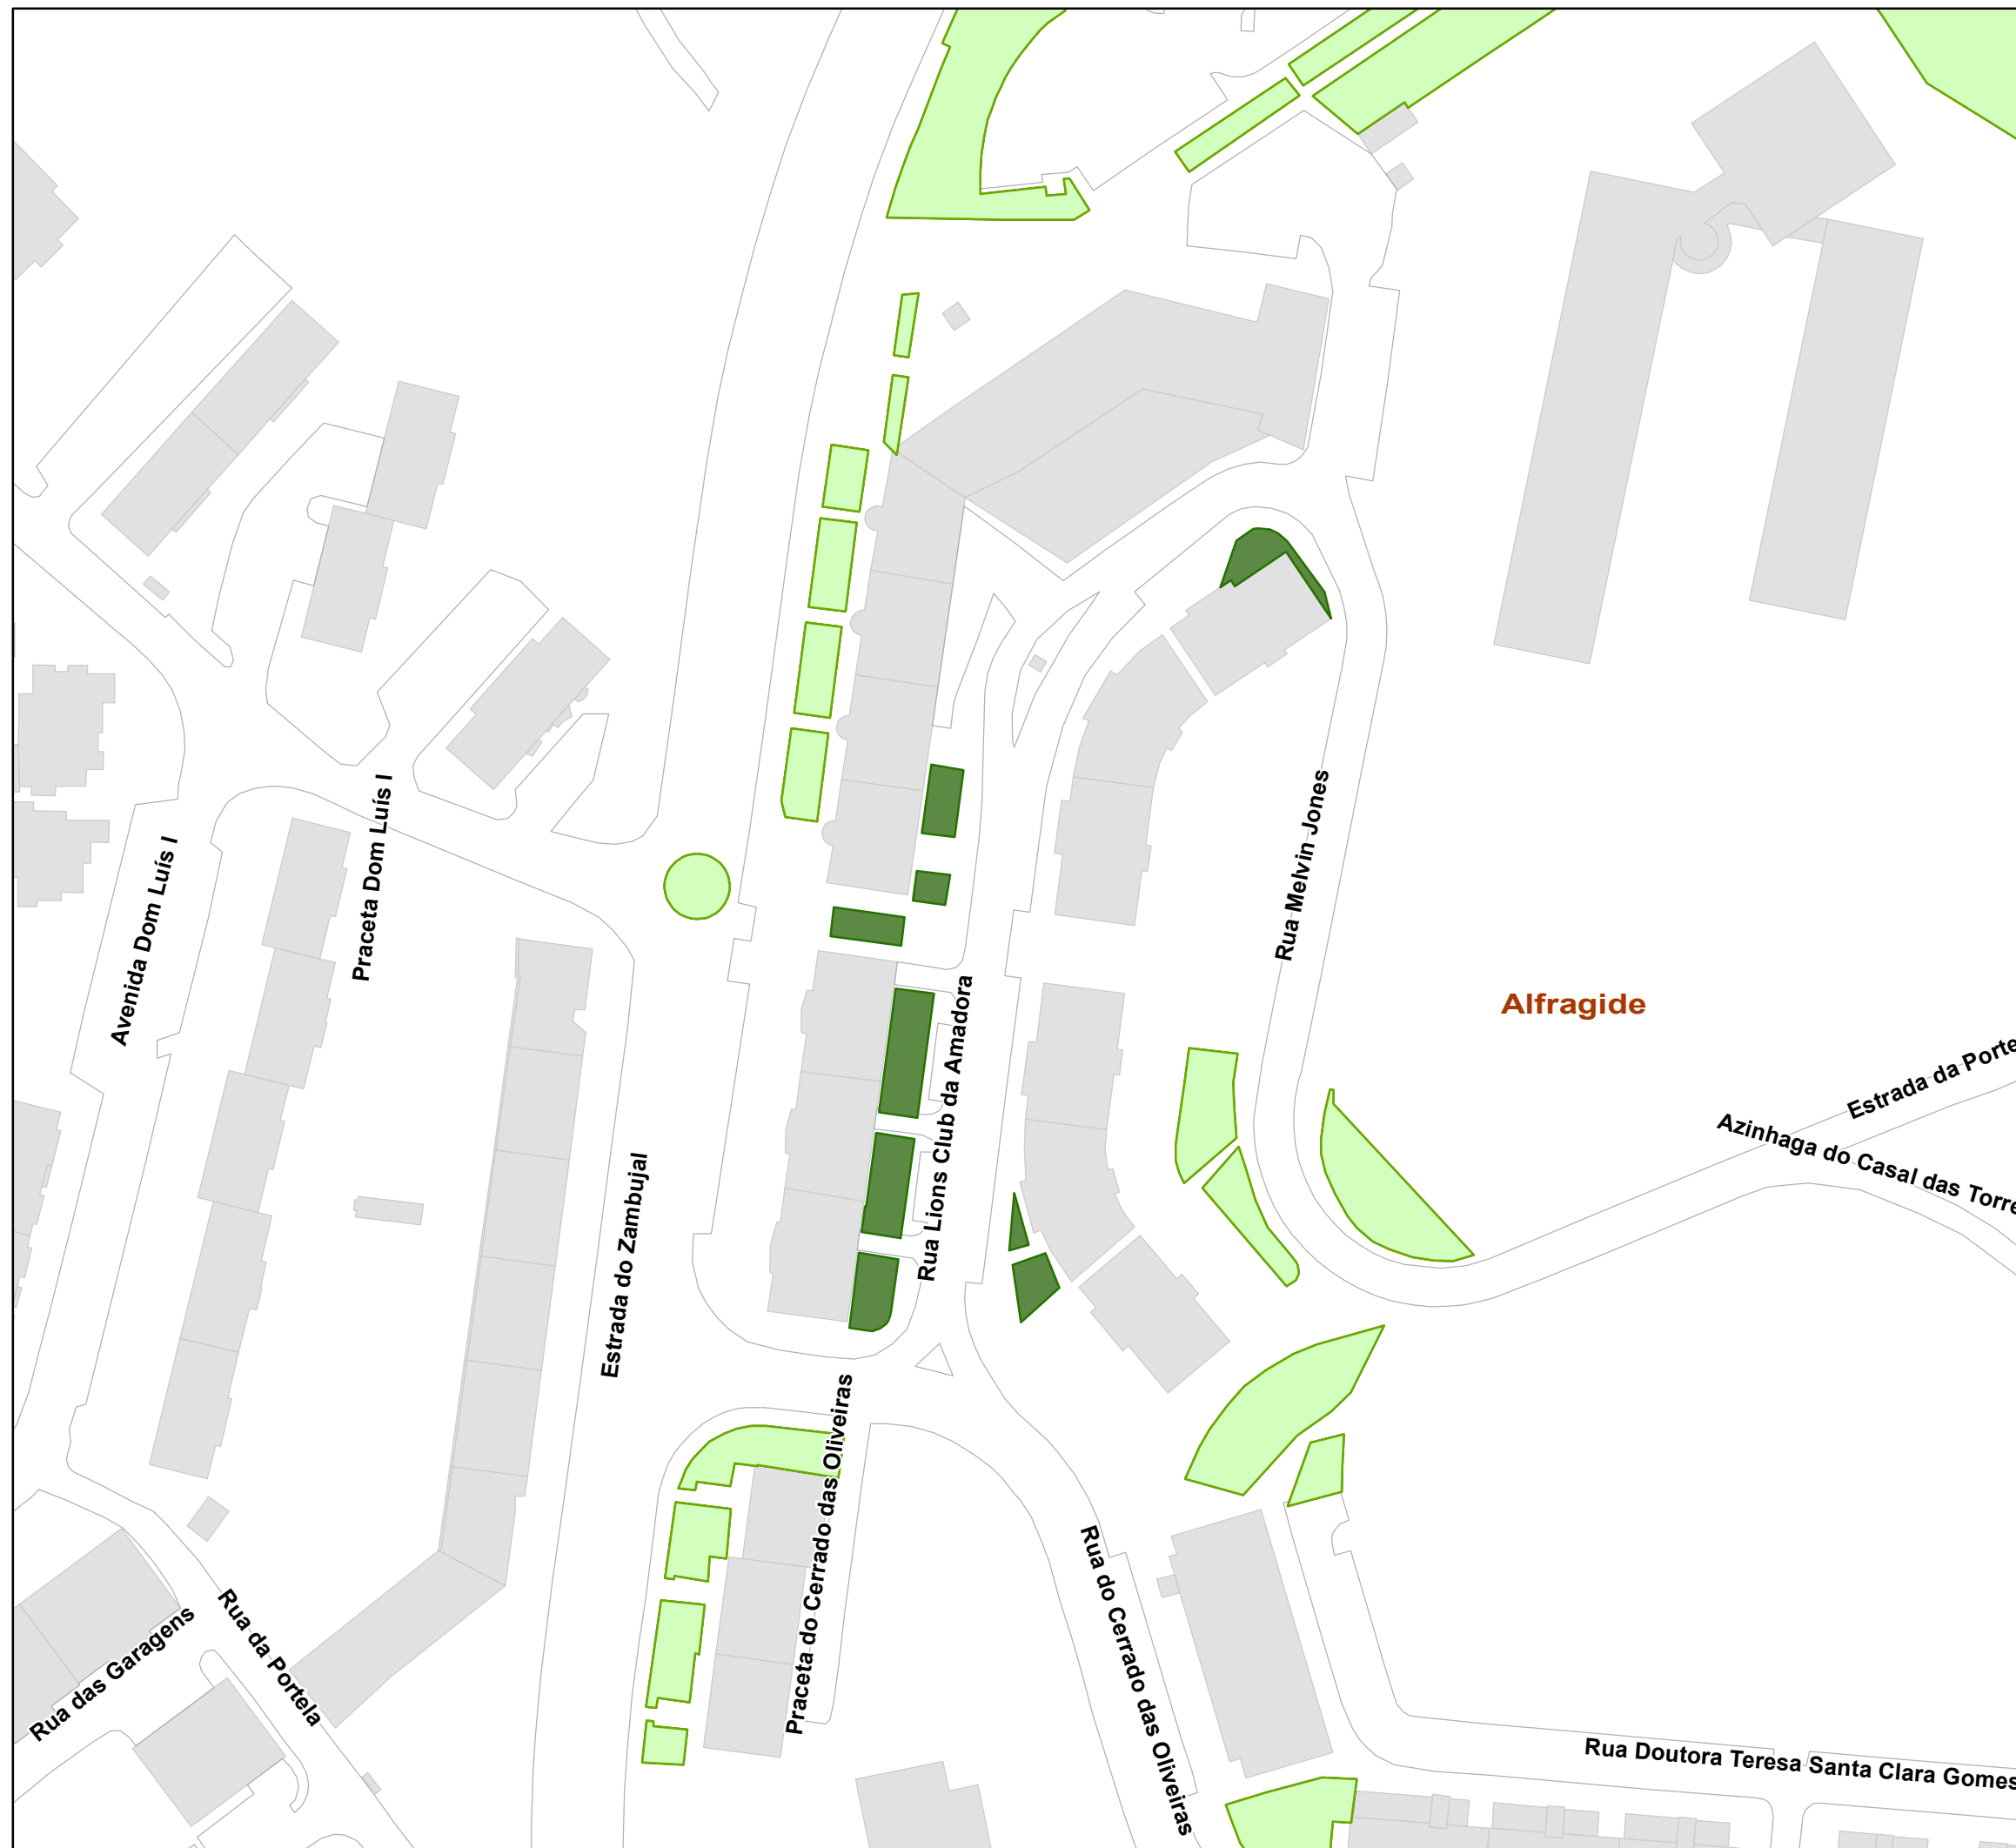 Praceta Dom Luís I
Avenida Dom Luís I
Rua Melvin Jones
Alfragide
Estrada da Porte
Azinhaga do Casal das Torre
Rua Lions Club da Amadora
Estrada do Zambujal
Praceta do Cerrado das Oliveiras
Rua do Cerrado das Oliveiras
Rua da Portela
Rua das Garagens
Rua Doutora Teresa Santa Clara Gomes